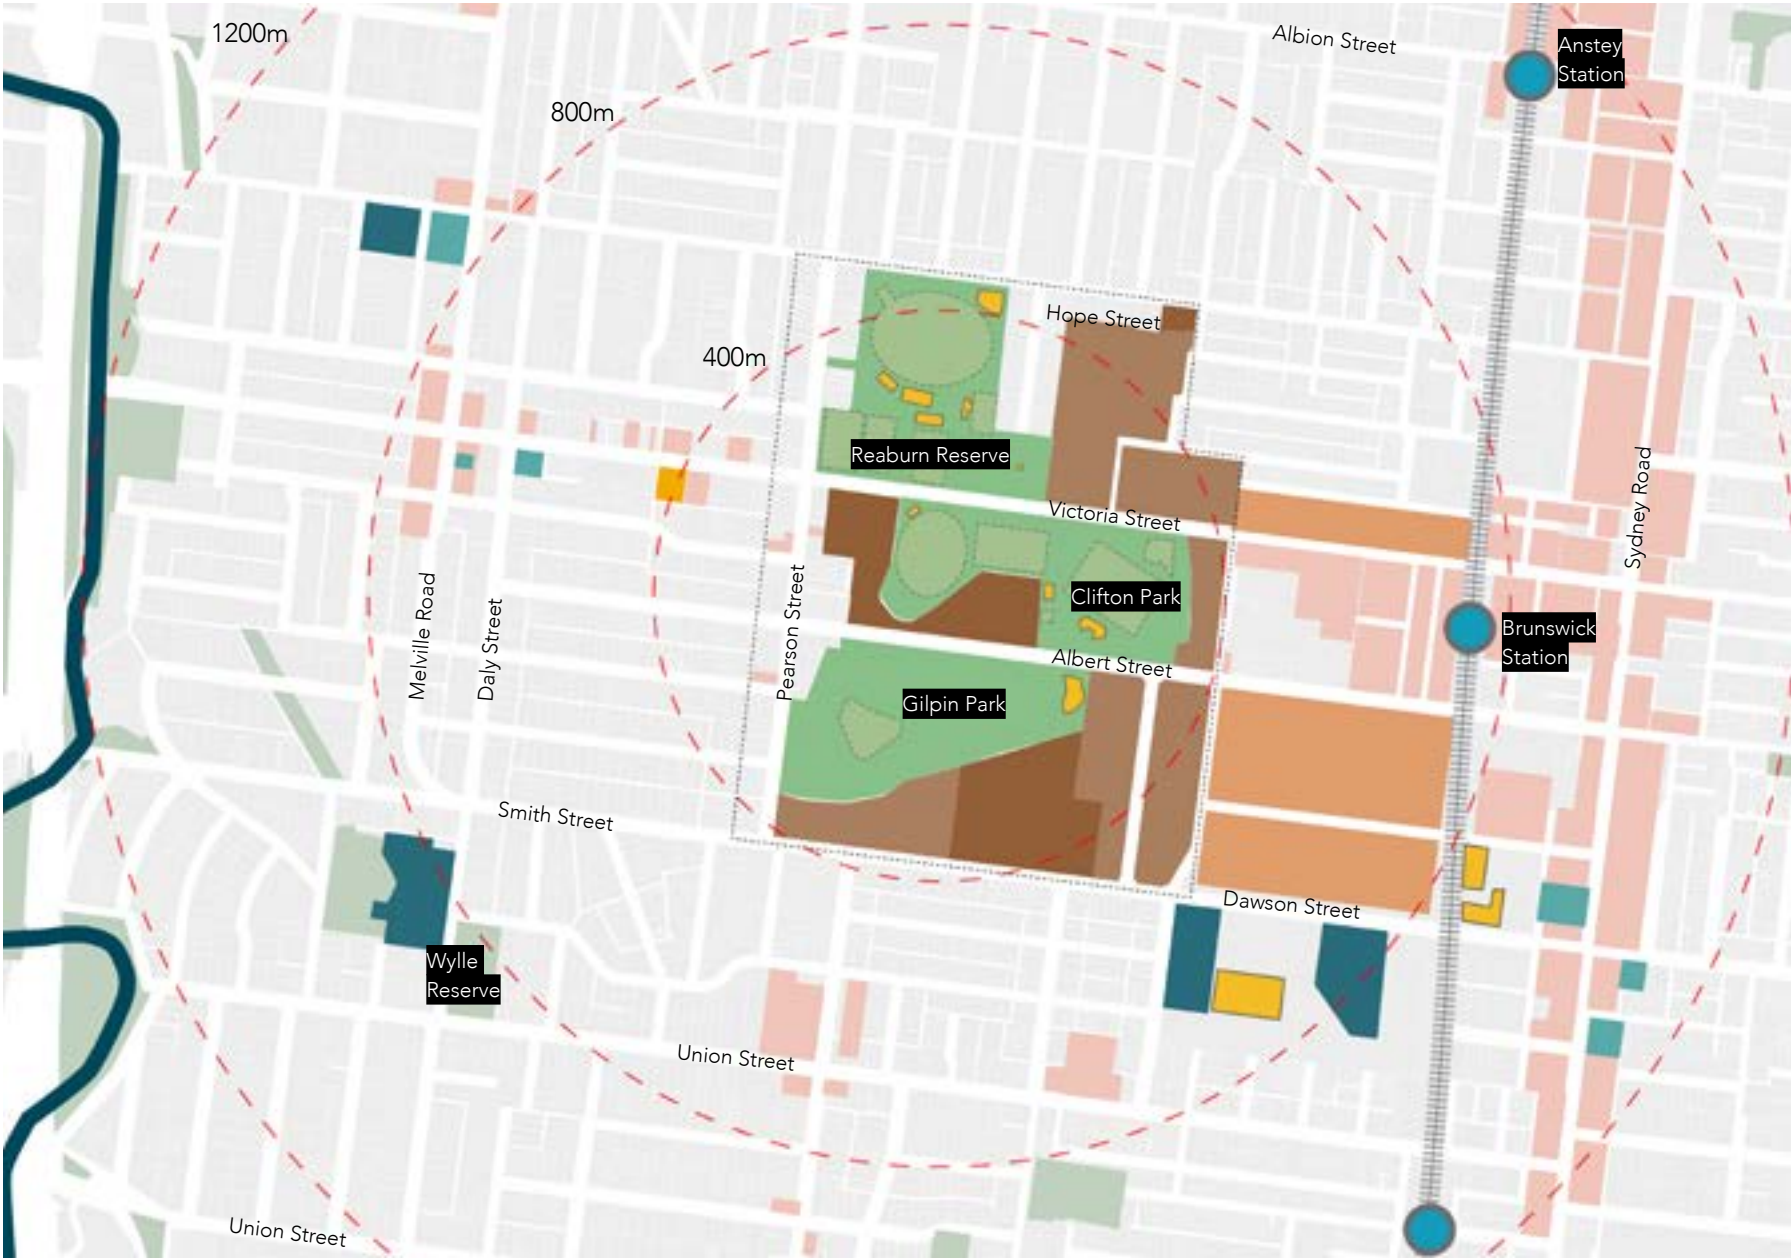 1200m
Albion Street
Anstey
Station
800m
Hope Street
400m
Reaburn Reserve
Victoria Street
Sydney Road
Clifton Park
Melville Road
Daly Street
Pearson Street
Brunswick
Station
Albert Street
Gilpin Park
Smith Street
Dawson Street
Wylle
Reserve
Union Street
Union Street